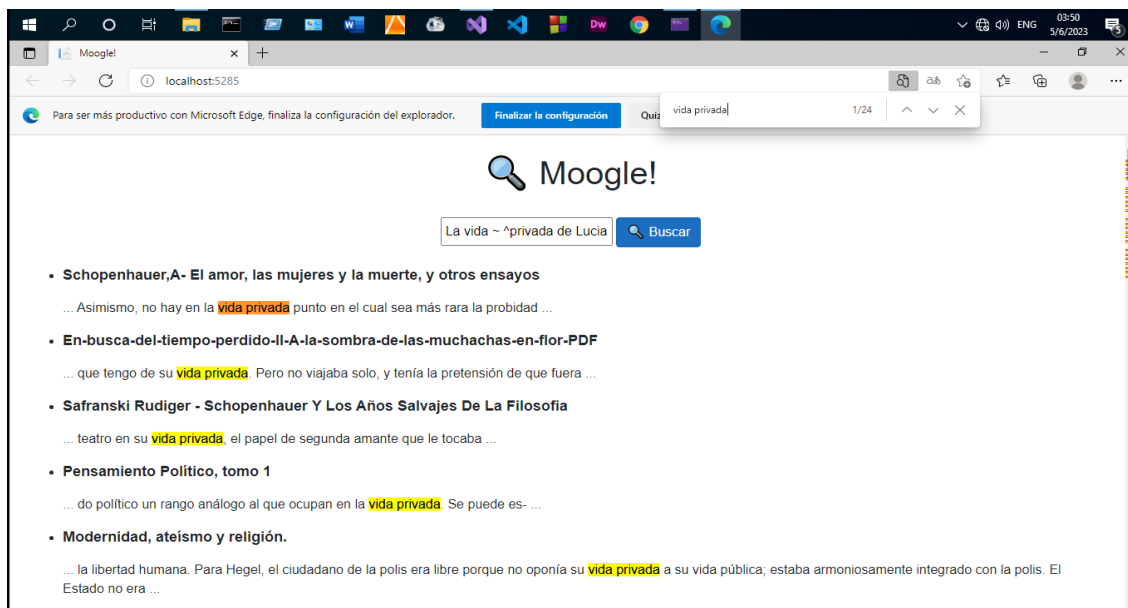 Dw
ENG
03:50
5/6/2023
5
Moogle!
localhost:5285
Para ser más productivo con Microsoft Edge, finaliza la configuración del explorador.
Finalizar la configuración
Quiz
vida privada
1/24
Moogle!
La vida ~ ^privada de Lucia
Buscar
• Schopenhauer,A- El amor, las mujeres y la muerte, y otros ensayos
... Asimismo, no hay en la vida privada punto en el cual sea más rara la probidad ...
• En-busca-del-tiempo-perdido-II-A-la-sombra-de-las-muchachas-en-flor-PDF
... que tengo de su vida privada. Pero no viajaba solo, y tenía la pretensión de que fuera ...
• Safranski Rudiger - Schopenhauer Y Los Años Salvajes De La Filosofia
... teatro en su vida privada, el papel de segunda amante que le tocaba ...
• Pensamiento Político, tomo 1
... do político un rango análogo al que ocupan en la vida privada. Se puede es- ...
• Modernidad, ateísmo y religión.
... la libertad humana. Para Hegel, el ciudadano de la polis era libre porque no oponía su vida privada a su vida pública; estaba armoniosamente integrado con la polis. El
Estado no era ...